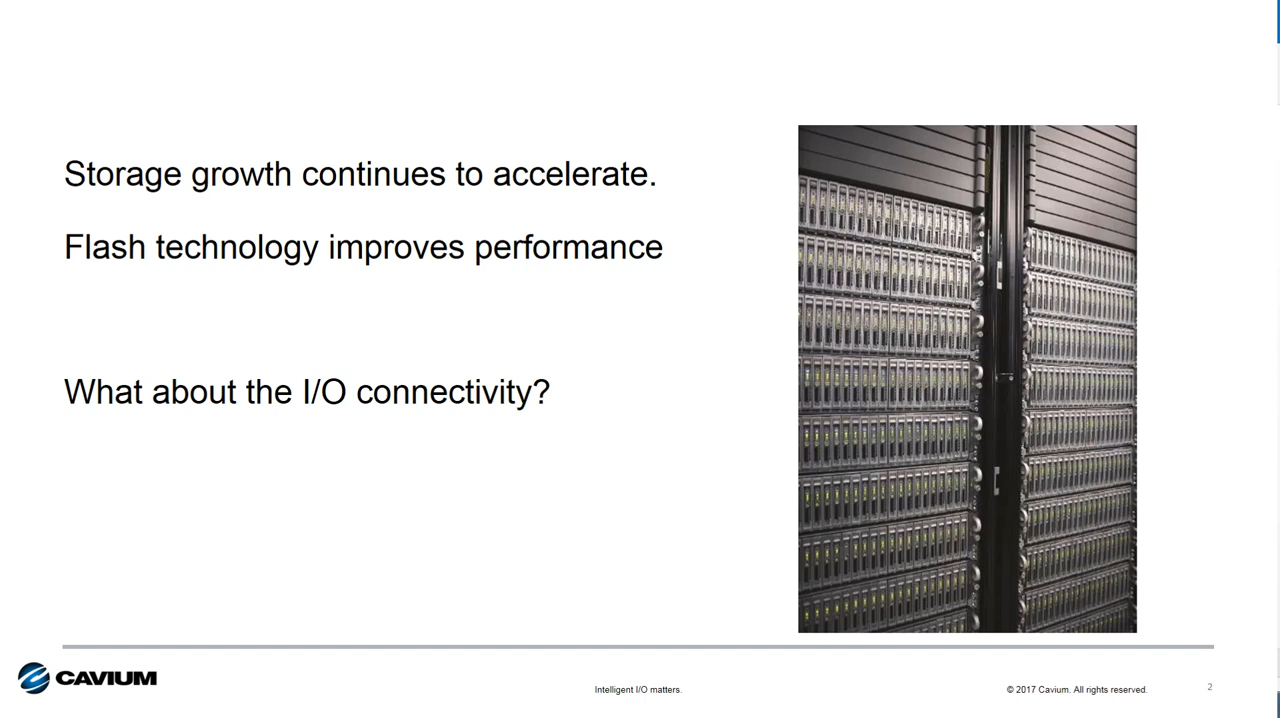 Storage growth continues to accelerate.
Flash technology improves performance
What about the I/O connectivity?
CAVIUM
Intelligent I/O matters.
© 2017 Cavium. All rights reserved.
2